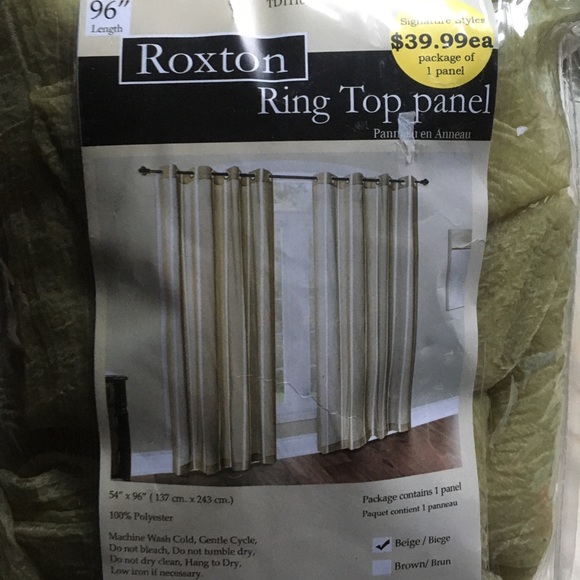 96"
Length
Signature Styles
$39.99ea
package of
1 panel
Roxton
Ring Top panel
en Anneau
54" x 96" ( 137 cm. x 243 cm.)
100% Polyester
Machine Wash Cold, Gentle Cycle,
Do not bleach, Do not tumble dry,
Do not dry clean, Hang to Dry,
Low iron if necessary.
Package contains 1 panel
Paquet contient 1 panneau
Beige / Biege
Brown/ Brun